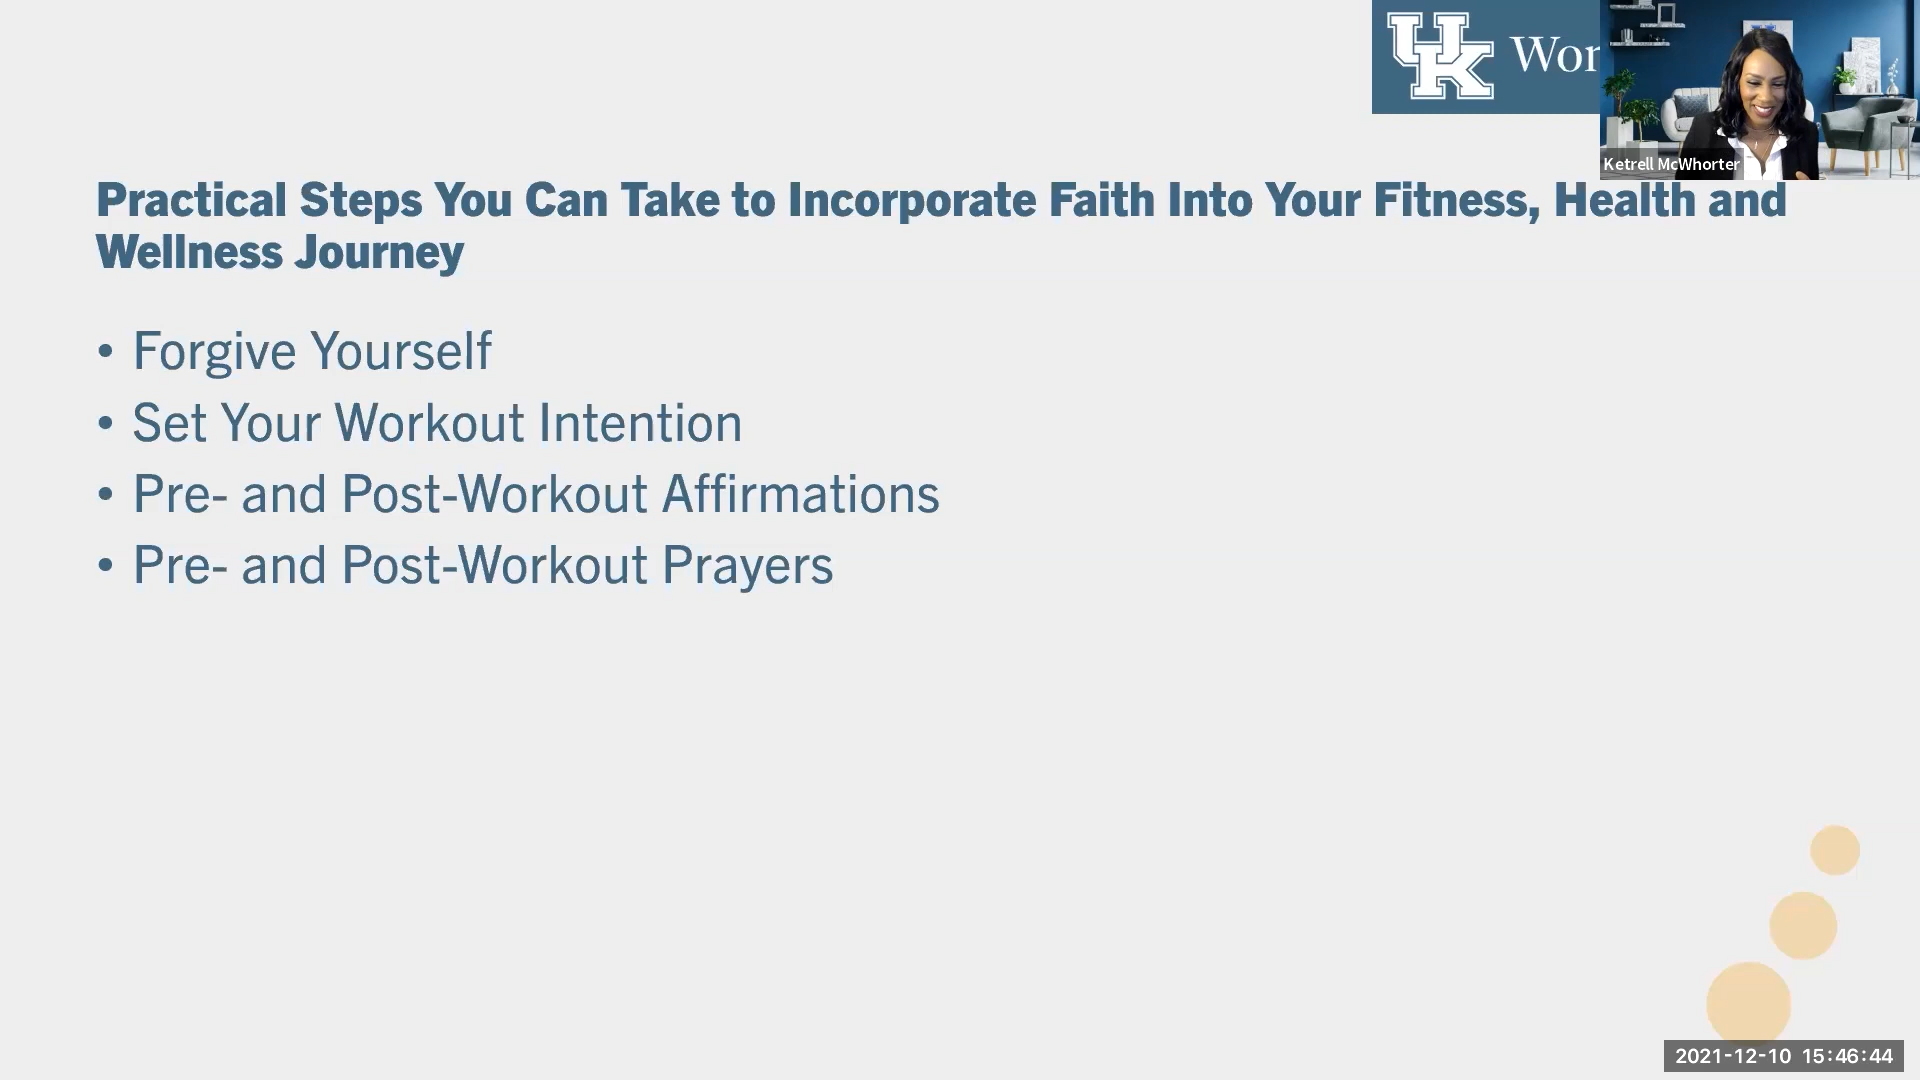 UK Wor
Ketrell McWhorter
Practical Steps You Can Take to Incorporate Faith Into Your Fitness, Health and
Wellness Journey
• Forgive Yourself
• Set Your Workout Intention
• Pre- and Post-Workout Affirmations
• Pre- and Post-Workout Prayers
2021-12-10 15:46:44